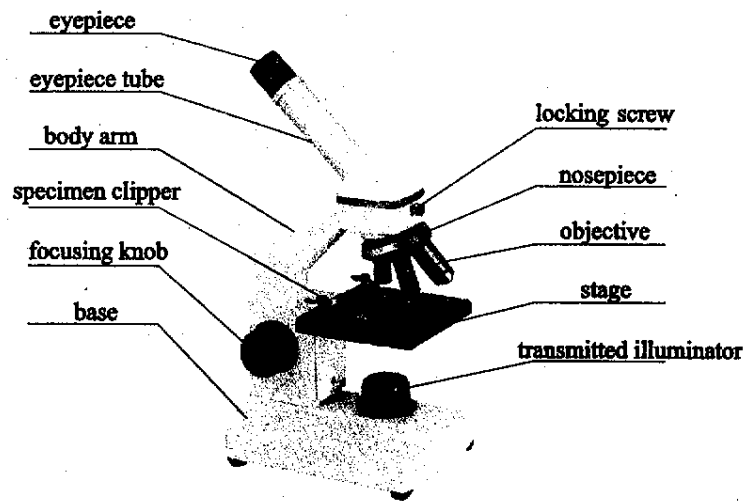 eyepiece
eyepiece tube
body arm
specimen clipper
focusing knob
base
locking screw
nosepiece
objective
stage
transmitted illuminator